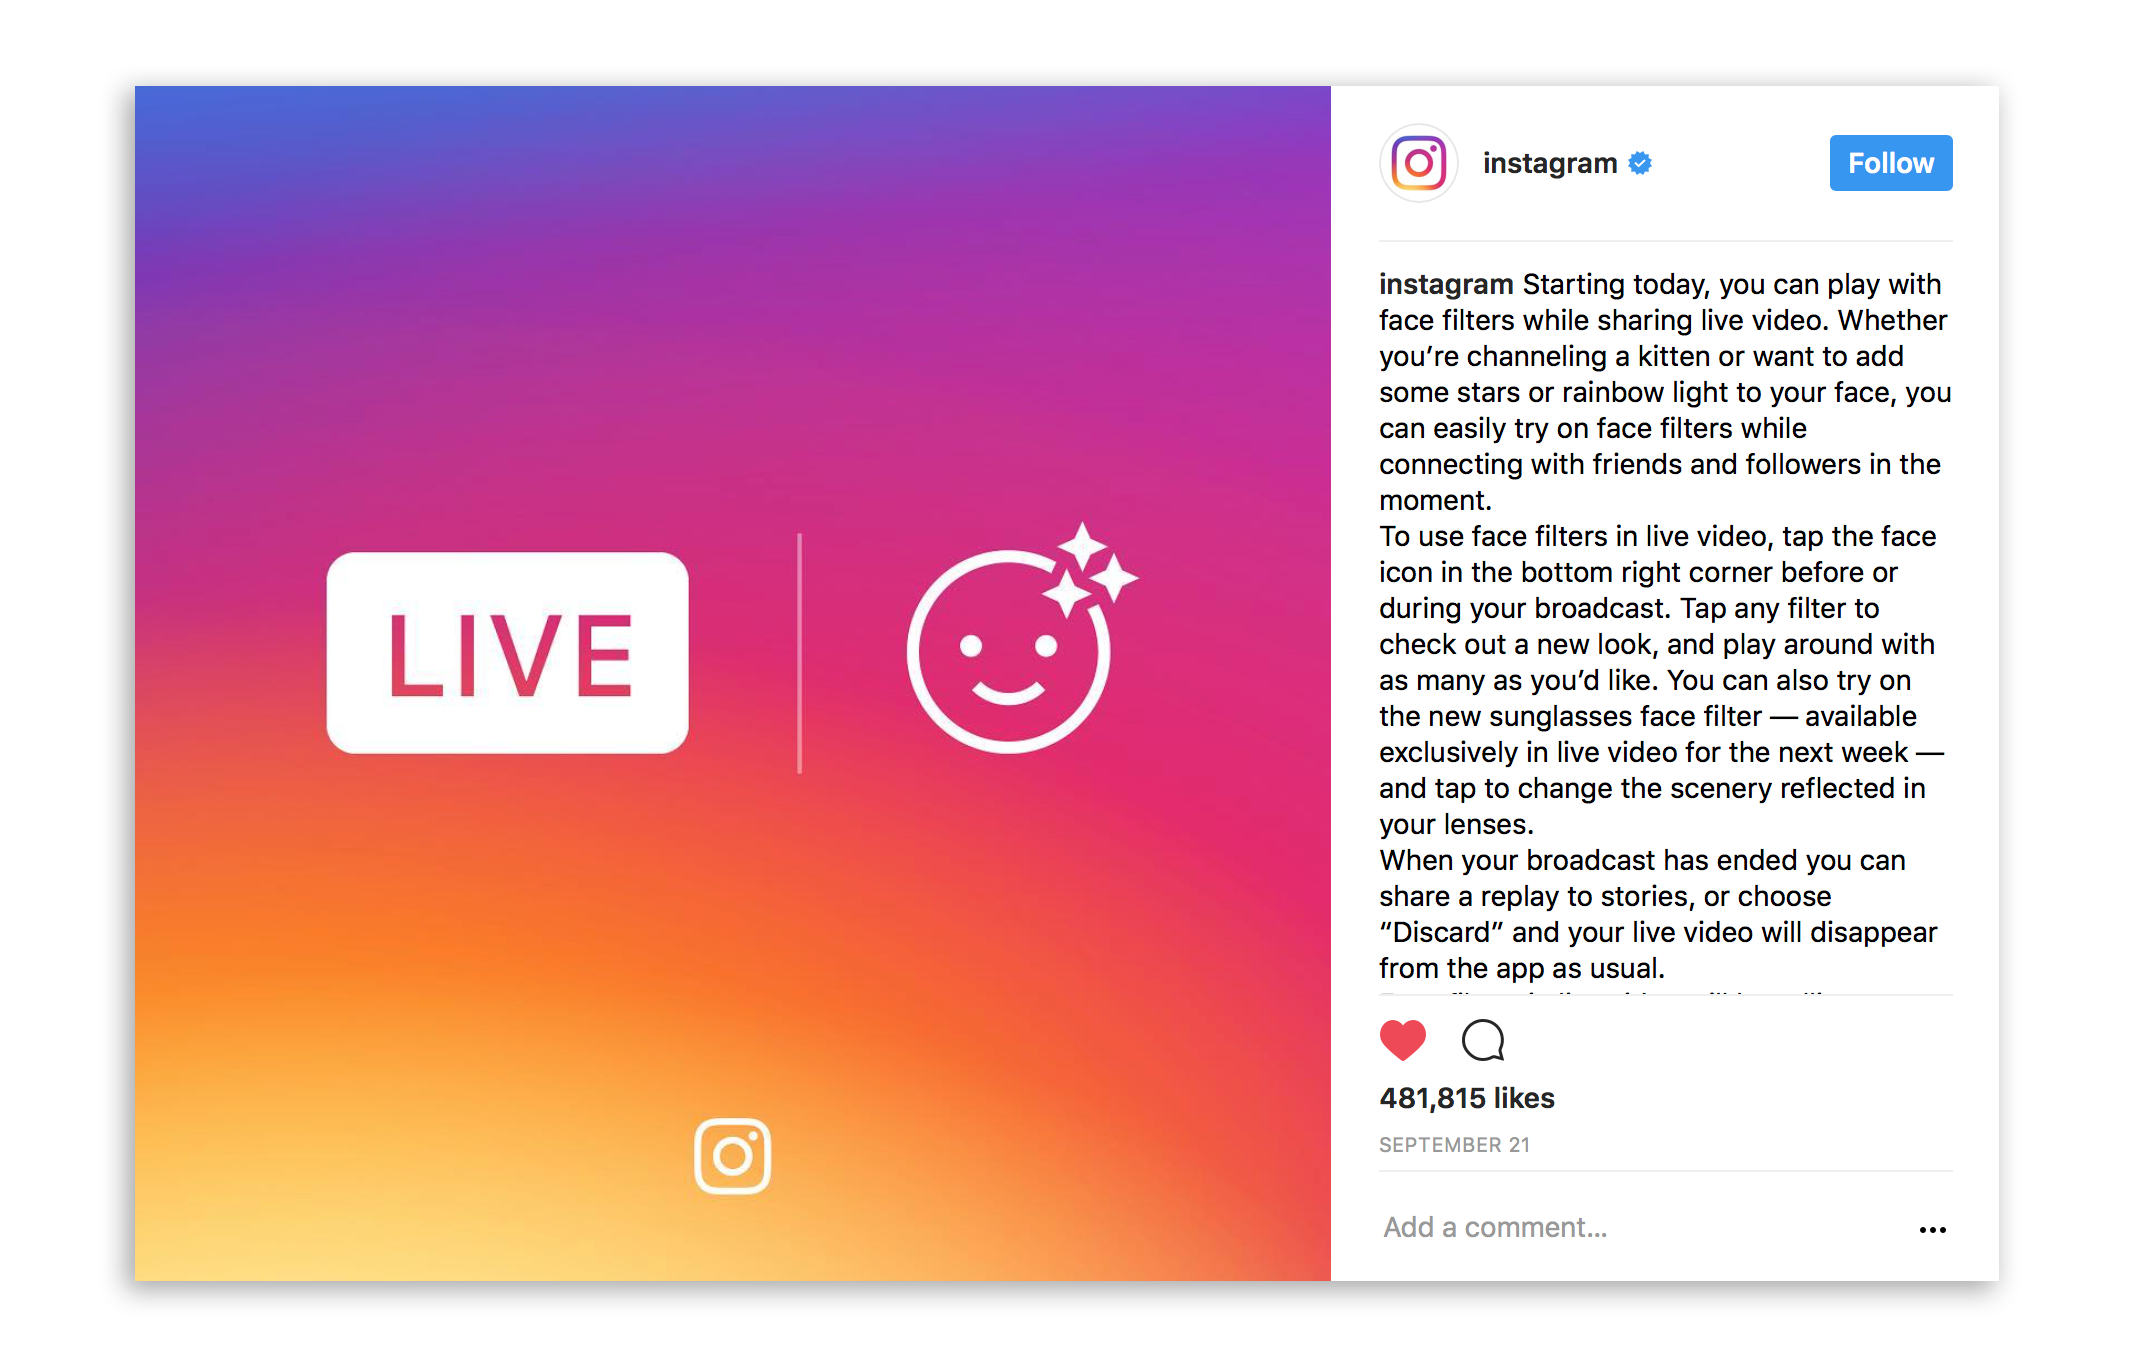 LIVE
instagram
Follow
instagram Starting today, you can play with
face filters while sharing live video. Whether
you’re channeling a kitten or want to add
some stars or rainbow light to your face, you
can easily try on face filters while
connecting with friends and followers in the
moment.
To use face filters in live video, tap the face
icon in the bottom right corner before or
during your broadcast. Tap any filter to
check out a new look, and play around with
as many as you’d like. You can also try on
the new sunglasses face filter — available
exclusively in live video for the next week —
and tap to change the scenery reflected in
your lenses.
When your broadcast has ended you can
share a replay to stories, or choose
“Discard” and your live video will disappear
from the app as usual.
481,815 likes
SEPTEMBER 21
Add a comment...